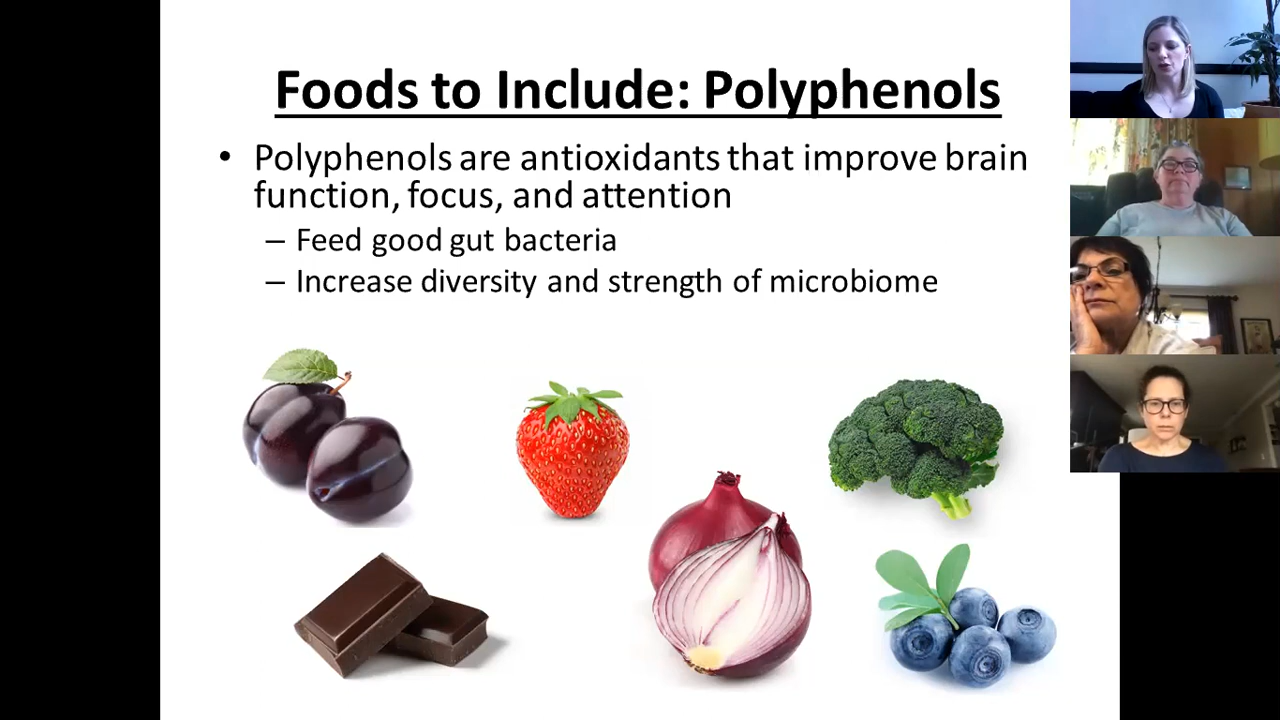 Foods to Include: Polyphenols
• Polyphenols are antioxidants that improve brain
function, focus, and attention
– Feed good gut bacteria
– Increase diversity and strength of microbiome